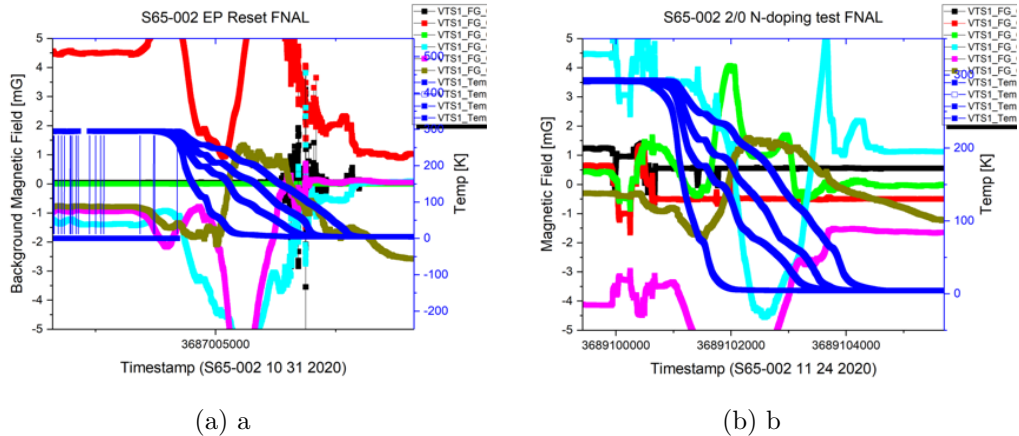 S65-002 EP Reset FNAL
VTS1_FG_
VTS1_FG_
VTS1_FG_
VTS1_FG_
VTS1_FG_
VTS1_FG_
VTS1_Tem
VTS1_Tem
VTS1_Tem
VTS1_Tem
VTS1_Tem
5
4
3
2
1
0
-1
-2
-3
-4
-5
Background Magnetic Field [mG]
500
400
300
200
100
0
-100
-200
Temp [K]
3687005000
Timestamp (S65-002 10 31 2020)
(a) a
S65-002 2/0 N-doping test FNAL
VTS1_FG_
VTS1_FG_
VTS1_FG_
VTS1_FG_
VTS1_FG_
VTS1_FG_
VTS1_Tem
VTS1_Tem
VTS1_Tem
VTS1_Tem
VTS1_Tem
5
4
3
2
1
0
-1
-2
-3
-4
-5
Magnetic Field [mG]
300
200
100
0
Temp [K]
3689100000
3689102000
3689104000
Timestamp (S65-002 11 24 2020)
(b) b